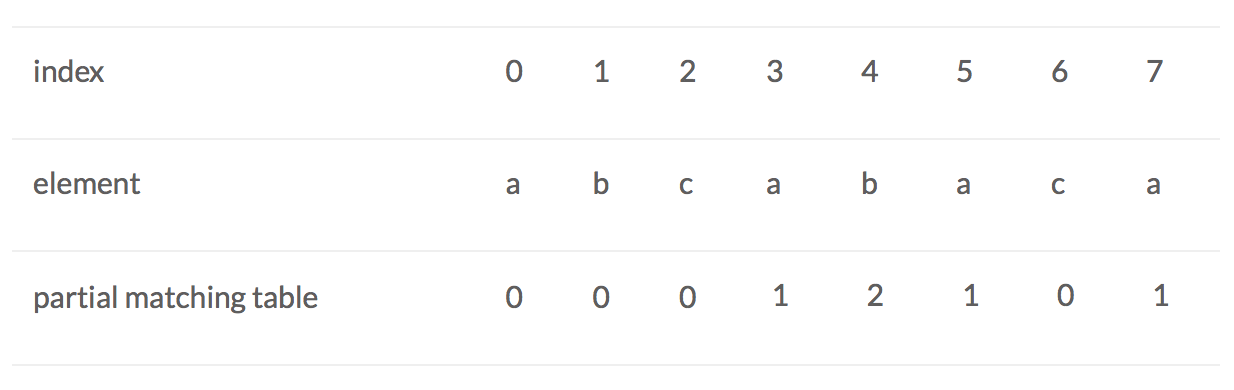 index 0 1 2 3 4 5 6 7
element a b c a b a c a
partial matching table 0 0 0 1 2 1 0 1